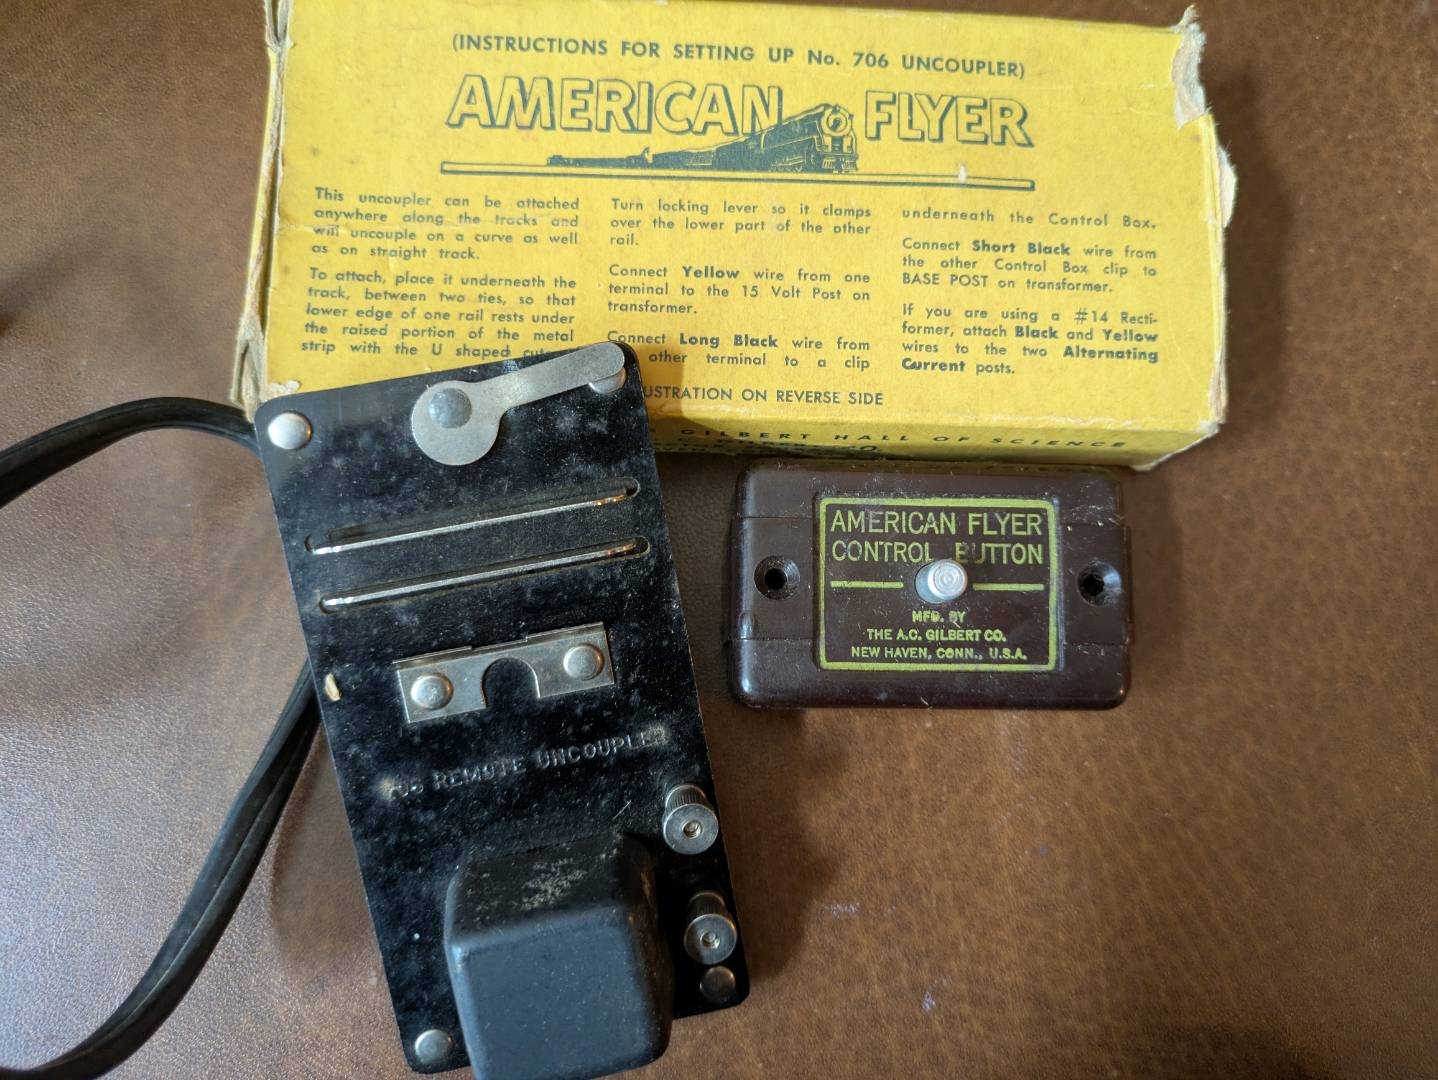 (INSTRUCTIONS FOR SETTING UP No. 706 UNCOUPLER)
AMERICAN FLYER
This uncoupler can be attached
anywhere along the tracks and
will uncouple on a curve as well
as on straight track.
To attach, place it underneath the
track, between two ties, so that
lower edge of one rail rests under
the raised portion of the metal
strip with the U shaped
Turn locking lever so it clamps
over the lower part of the other
rail.
Connect Yellow wire from one
terminal to the 15 Volt Post on
transformer.
Connect Long Black wire from
other terminal to a clip
underneath the Control Box.
Connect Short Black wire from
the other Control Box clip to
BASE POST on transformer.
If you are using a #14 Recti-
former, attach Black and Yellow
wires to the two Alternating
Current posts.
ON REVERSE SIDE
GILBERT HALL OF SCIENCE
AMERICAN FLYER
CONTROL BUTTON
MFD. BY
THE A.C. GILBERT CO.
NEW HAVEN, CONN., U.S.A.
706 REMOTE UNCOUPLER